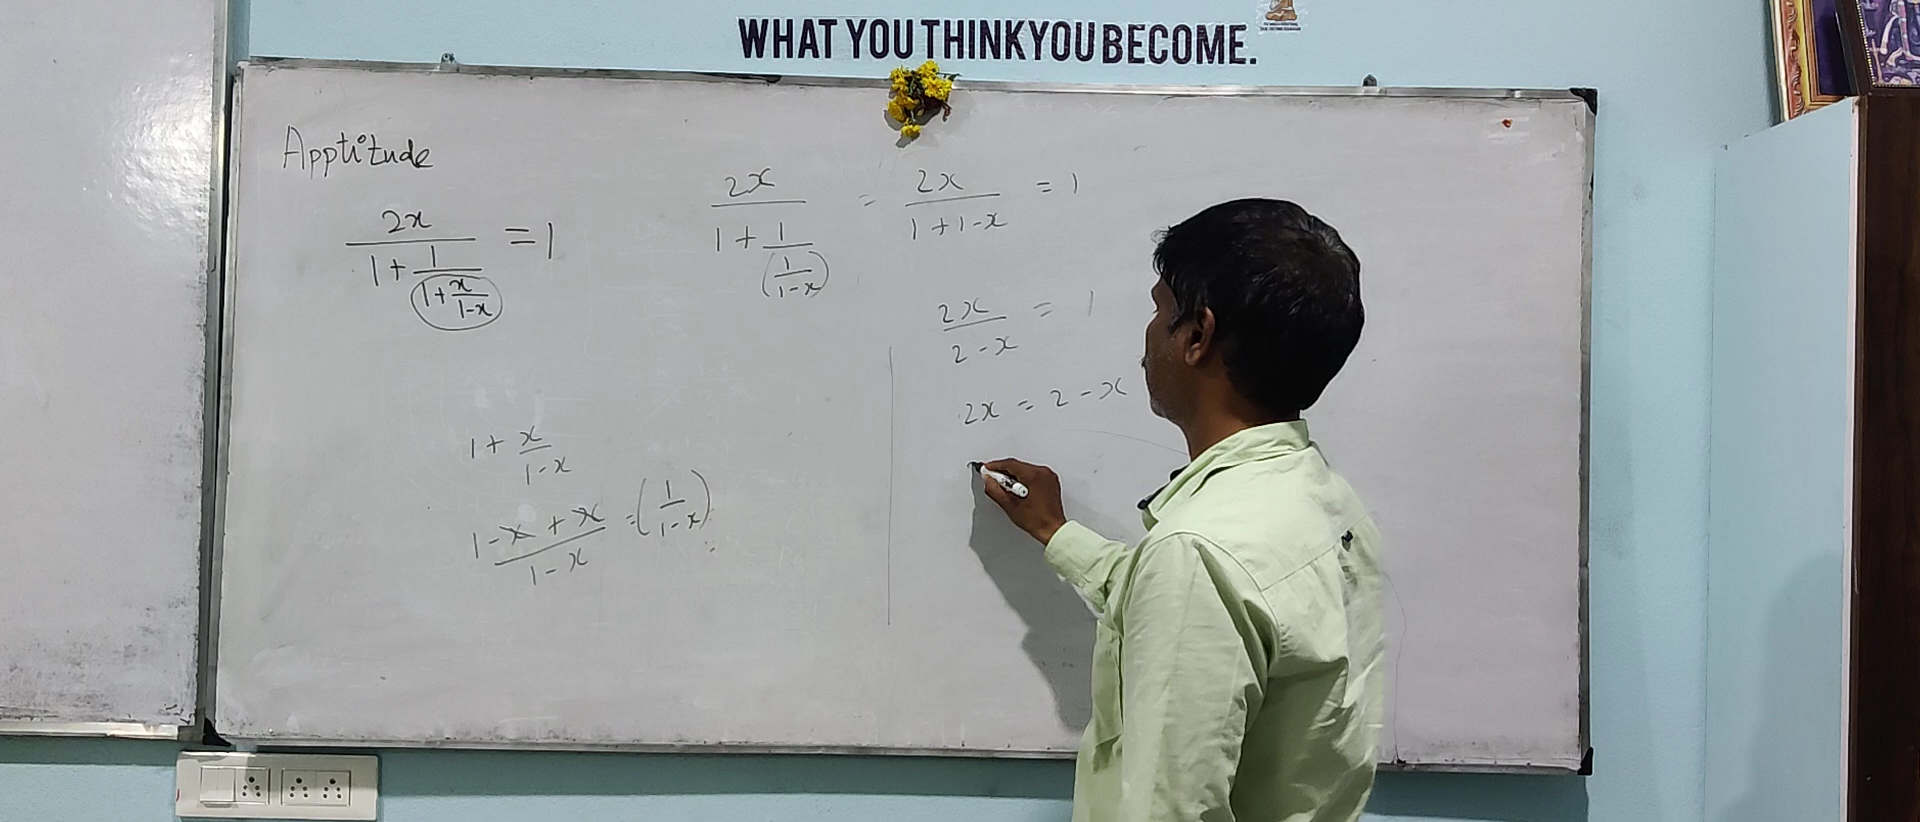 WHAT YOU THINK YOU BECOME.
Apptitude
2x / (1 + 1 / (1 + x/(1-x))) = 1
1 + x/(1-x)
(1 - x + x)/(1-x) = (1/(1-x))
2x / (1 + 1 / (1/(1-x))) = 2x / (1 + 1 - x) = 1
2x / (2 - x) = 1
2x = 2 - x